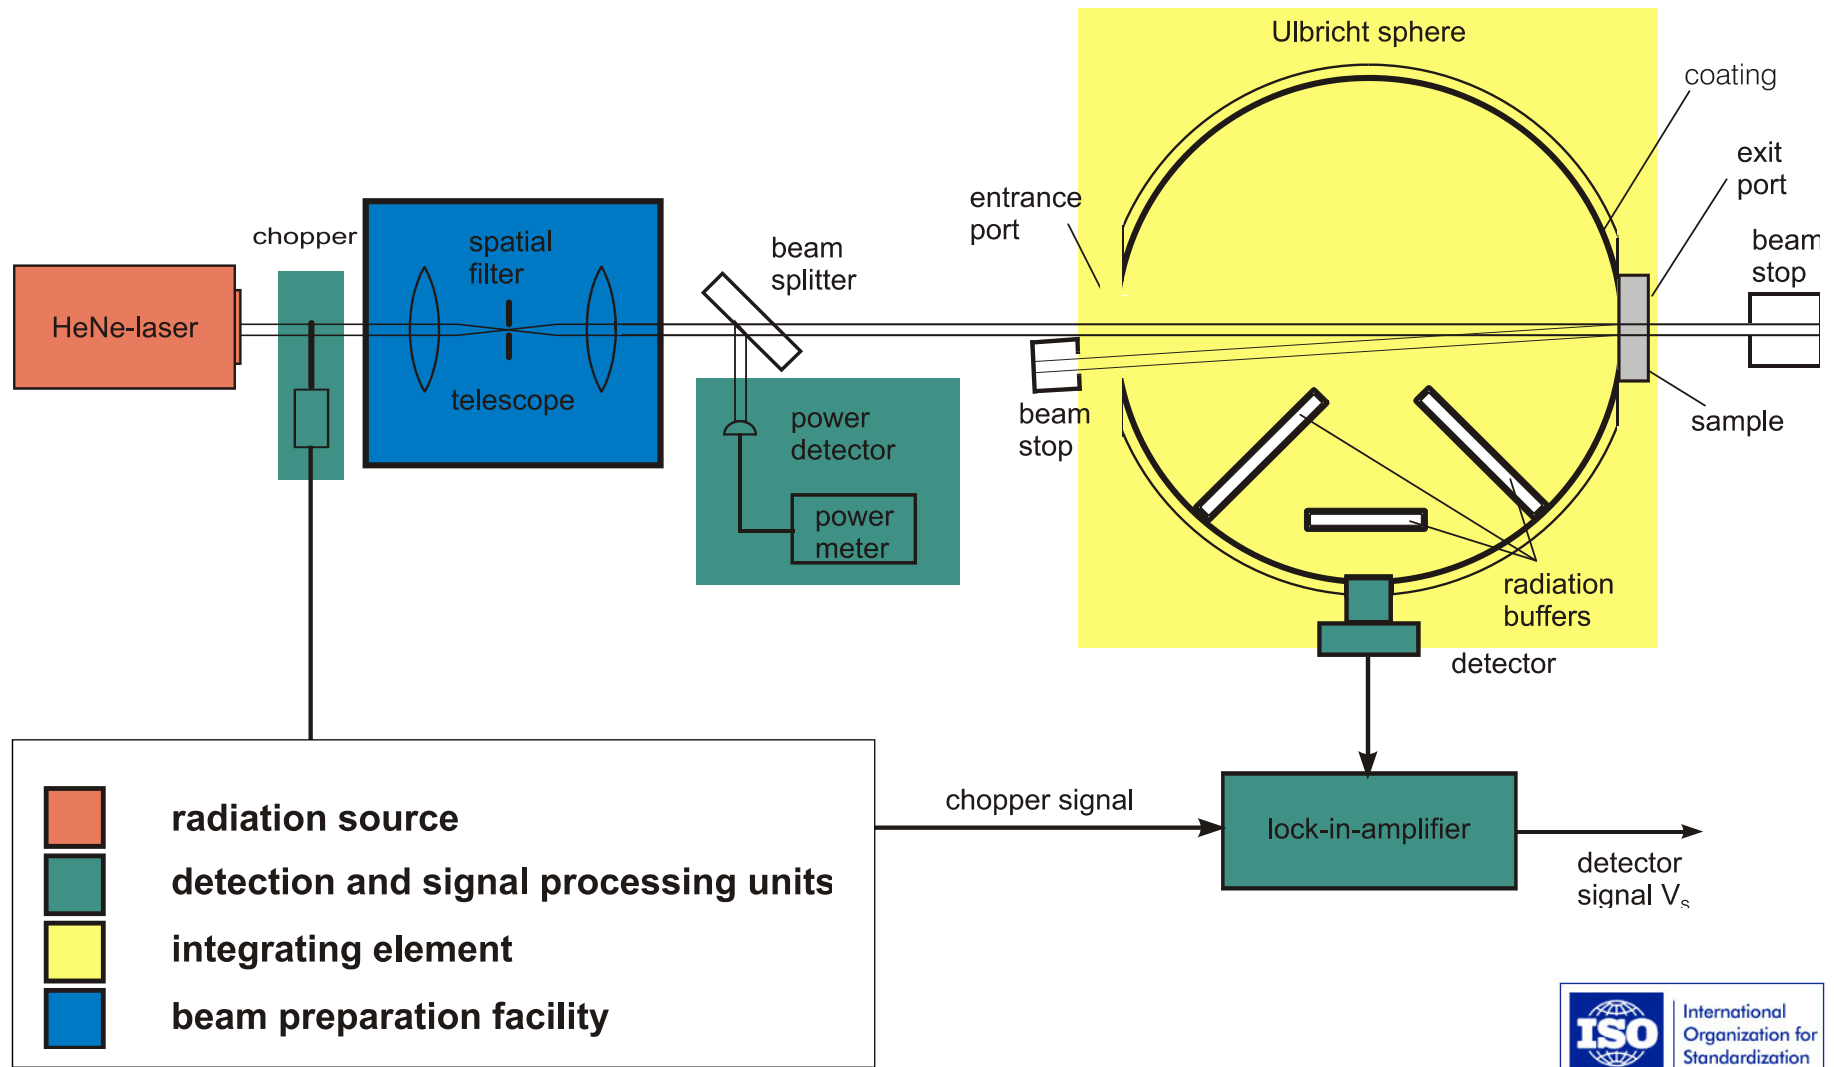 Ulbricht sphere
coating
exit
port
entrance
port
beam
stop
chopper
spatial
filter
beam
splitter
HeNe-laser
telescope
power
detector
beam
stop
sample
power
meter
radiation
buffers
detector
radiation source
detection and signal processing units
integrating element
beam preparation facility
chopper signal
lock-in-amplifier
detector
signal Vs
ISO
International
Organization for
Standardization